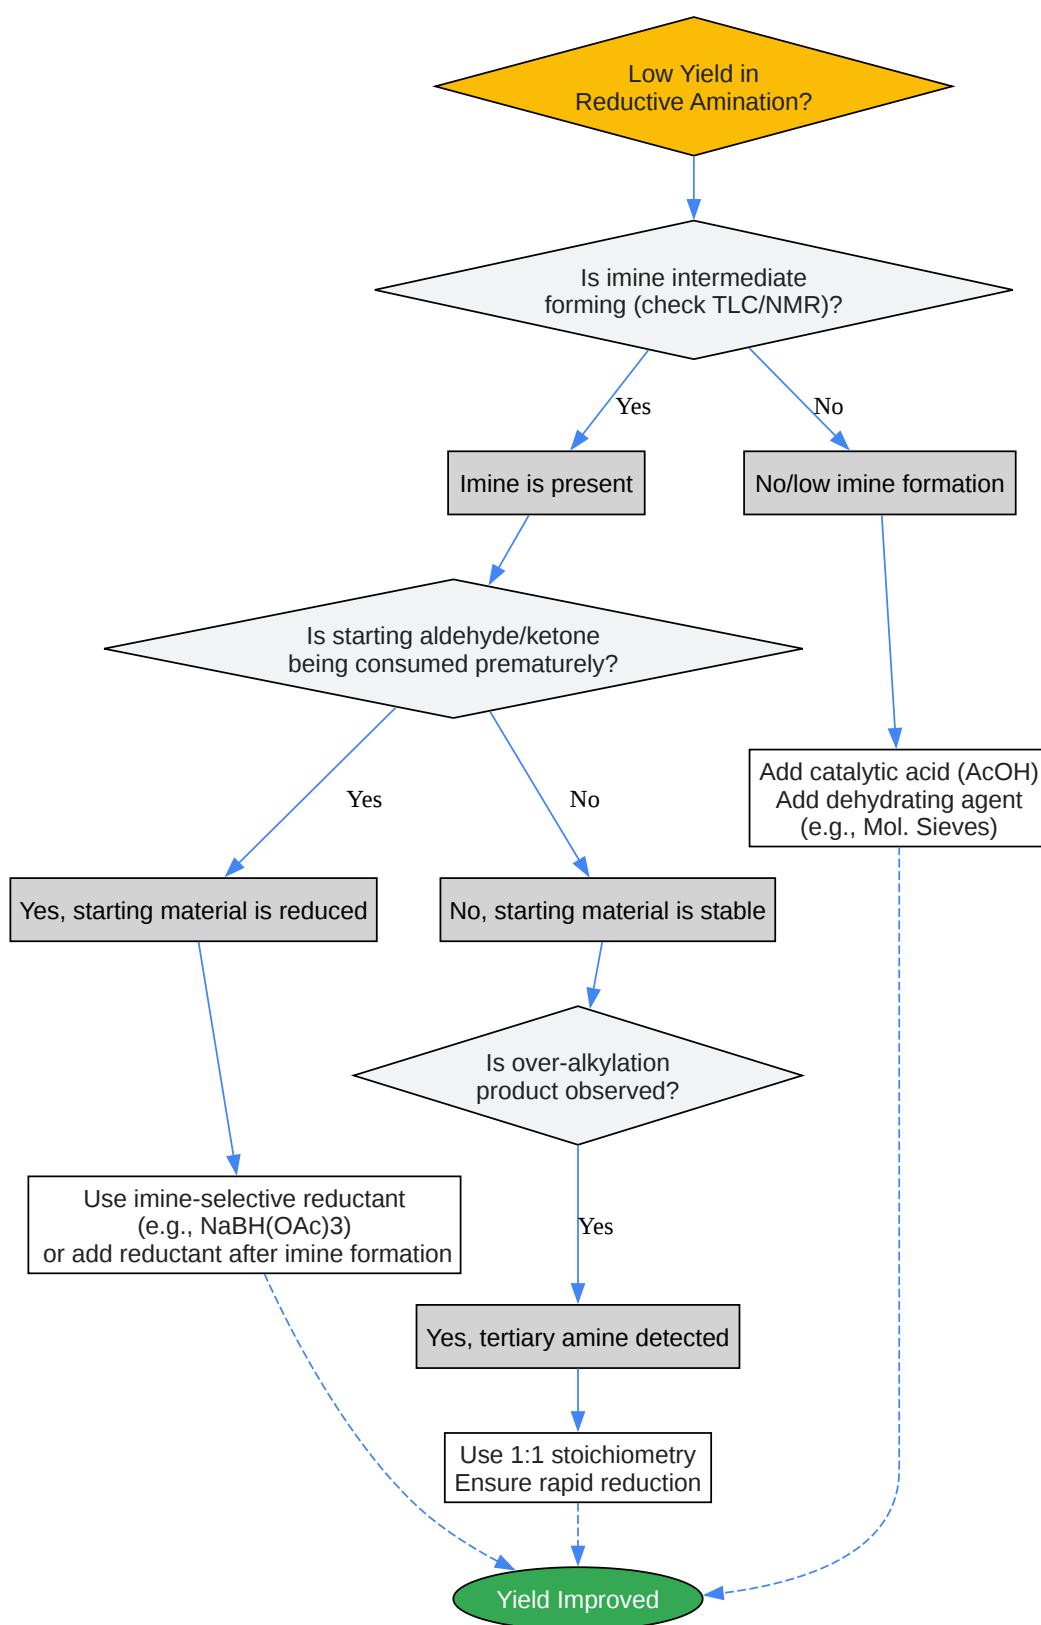 Low Yield in
Reductive Amination?
Is imine intermediate
forming (check TLC/NMR)?
Yes
No
Imine is present
No/low imine formation
Is starting aldehyde/ketone
being consumed prematurely?
Yes
No
Add catalytic acid (AcOH)
Add dehydrating agent
(e.g., Mol. Sieves)
Yes, starting material is reduced
No, starting material is stable
Is over-alkylation
product observed?
Use imine-selective reductant
(e.g., NaBH(OAc)3)
or add reductant after imine formation
Yes
Yes, tertiary amine detected
Use 1:1 stoichiometry
Ensure rapid reduction
Yield Improved